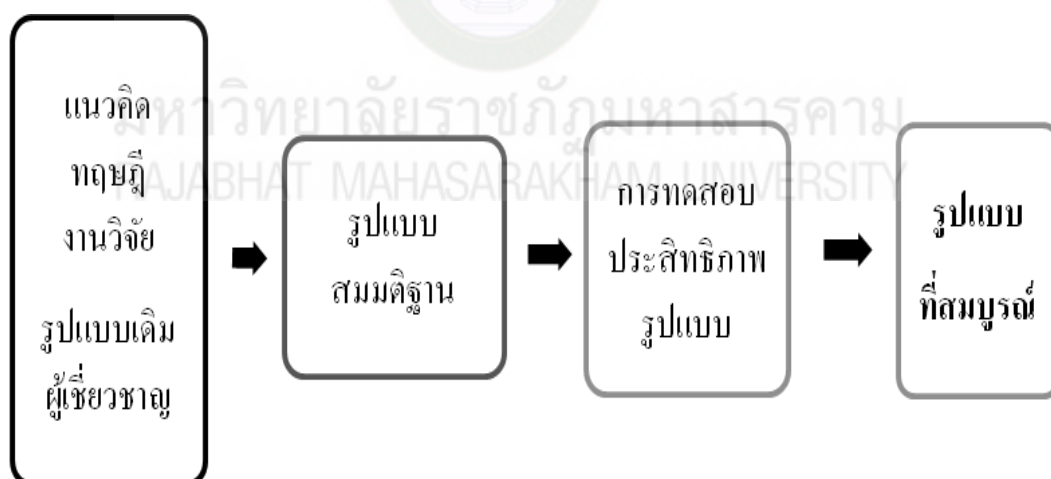 มหาวิทยาลัยราชภัฏมหาสารคาม
RAJABHAT MAHASARAKHAM UNIVERSITY
แนวคิด
ทฤษฎี
งานวิจัย
รูปแบบเดิม
ผู้เชี่ยวชาญ
รูปแบบ
สมมติฐาน
การทดสอบ
ประสิทธิภาพ
รูปแบบ
รูปแบบ
ที่สมบูรณ์